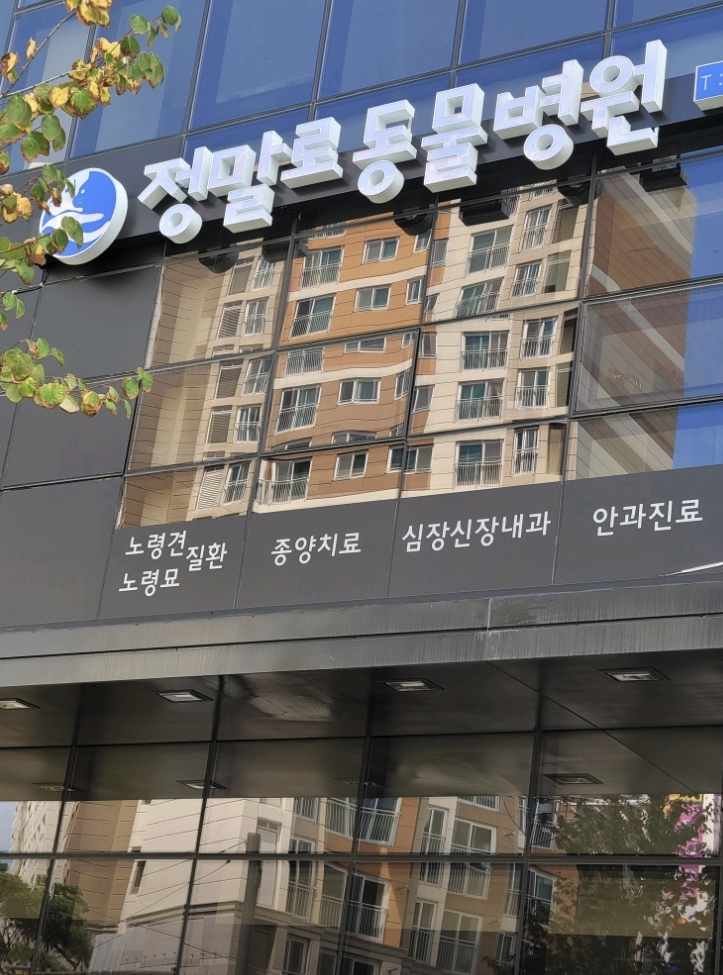 정말로동물병원
노령견
노령묘
질환
종양치료
심장신장내과
안과진료